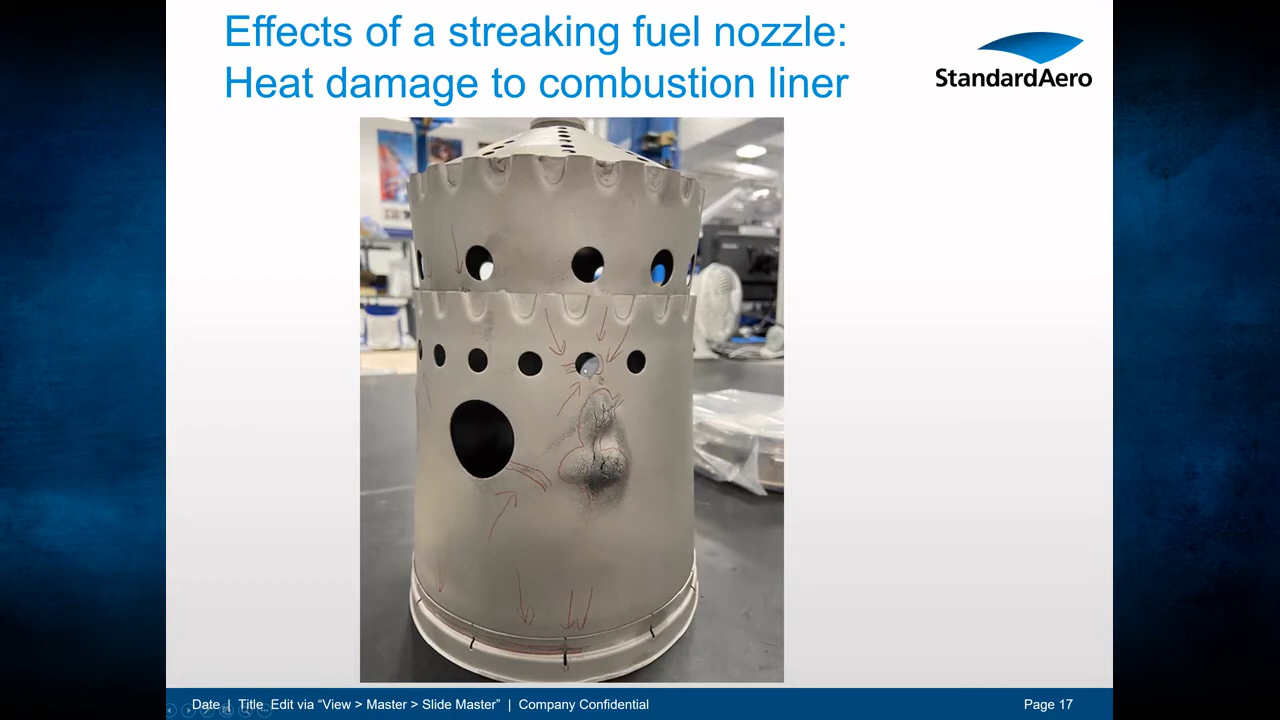 Effects of a streaking fuel nozzle:
Heat damage to combustion liner
StandardAero
Date | Title Edit via “View > Master > Slide Master” | Company Confidential
Page 17